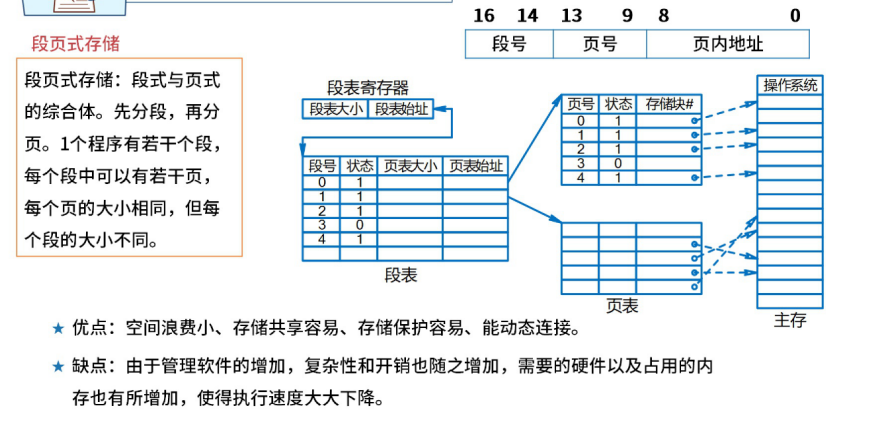 16 14 13 9 8 0
段号 页号 页内地址
段页式存储
段页式存储：段式与页式
的综合体。先分段，再分
页。1个程序有若干个段，
每个段中可以有若干页，
每个页的大小相同，但每
个段的大小不同。
段表寄存器
段表大小 段表始址
段号 状态 页表大小 页表始址
0 1
1 1
2 1
3 0
4 1
段表
页号 状态 存储块#
0 1
1 1
2 1
3 0
4 1
页表
操作系统
主存
★ 优点：空间浪费小、存储共享容易、存储保护容易、能动态连接。
★ 缺点：由于管理软件的增加，复杂性和开销也随之增加，需要的硬件以及占用的内
存也有所增加，使得执行速度大大下降。